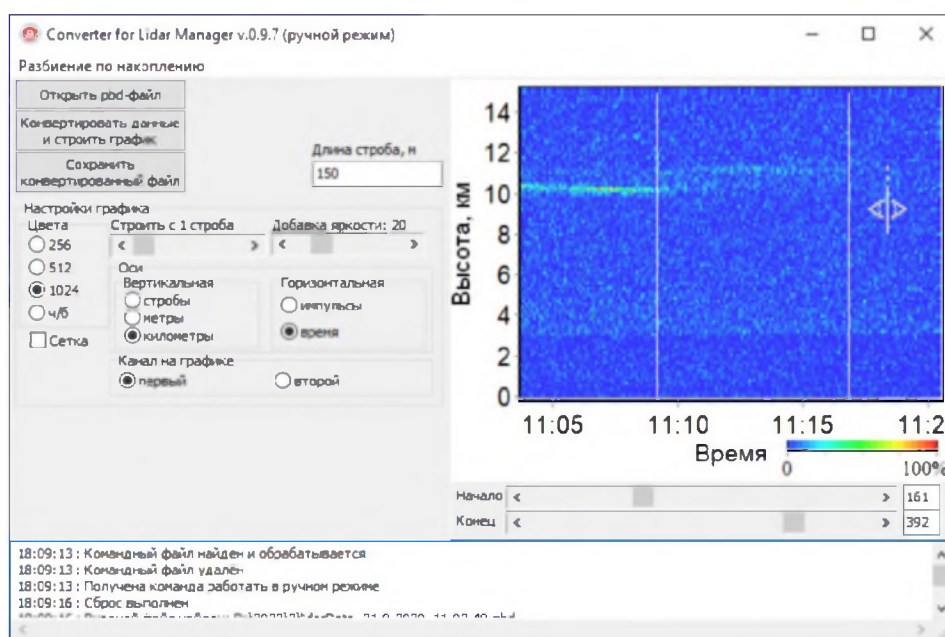 Converter for Lidar Manager v.0.9.7 (ручной режим)
Разбиение по накоплению
Открыть pbd-файл
Конвертировать данные
и строить график
Сохранить
конвертированный файл
Длина строба, м
150
Настройки графика
Цвета
256
512
1024
ч/б
Сетка
Строить с 1 строба
Добавка яркости: 20
Оси
Вертикальная
стробы
метры
километры
Горизонтальная
импульсы
время
Канал на графике
первый
второй
Высота, км
14
12
10
8
6
4
2
0
11:05 11:10 11:15 11:2
Время
0 100%
Начало 161
Конец 392
18:09:13 : Командный файл найден и обрабатывается
18:09:13 : Командный файл удален
18:09:13 : Получена команда работать в ручном режиме
18:09:16 : Сброс выполнен